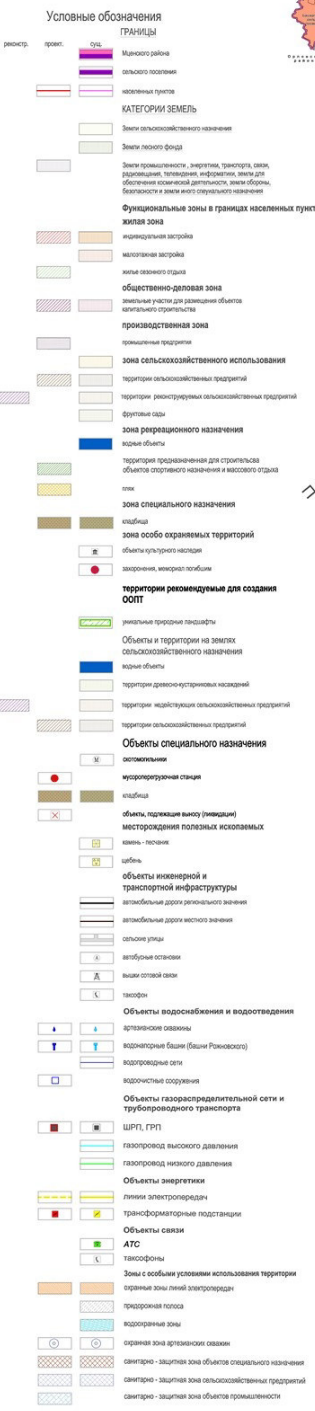 Условные обозначения
ГРАНИЦЫ
реконстр. проект. сущ.
Мценского района
сельского поселения
населенных пунктов
КАТЕГОРИИ ЗЕМЕЛЬ
Земли сельскохозяйственного назначения
Земли лесного фонда
Земли промышленности , энергетики, транспорта, связи,
радиовещания, телевидения, информатики, земли для
обеспечения космической деятельности, земли обороны,
безопасности и земли иного специального назначения
Функциональные зоны в границах населенных пункт
жилая зона
индивидуальная застройка
малоэтажная застройка
жилье сезонного отдыха
общественно-деловая зона
земельные участки для размещения объектов
капитального строительства
производственная зона
промышленные предприятия
зона сельскохозяйственного использования
территории сельскохозяйственных предприятий
территории реконструируемых сельскохозяйственных предприятий
фруктовые сады
зона рекреационного назначения
водные объекты
территория предназначенная для строительсва
объектов спортивного назначения и массового отдыха
пляж
зона специального назначения
кладбища
зона особо охраняемых территорий
объекты культурного наследия
захоронения, мемориал погибшим
территории рекомендуемые для создания
ООПТ
уникальные природные ландшафты
Объекты и территории на землях
сельскохозяйственного назначения
водные объекты
территории древесно-кустарниковых насаждений
территории недействующих сельскохозяйственных предприятий
территории сельскохозяйственных предприятий
Объекты специального назначения
скотомогильники
мусороперегрузочная станция
кладбища
объекты, подлежащие выносу (ликвидации)
месторождения полезных ископаемых
камень - песчаник
щебень
объекты инженерной и
транспортной инфраструктуры
автомобильные дороги регионального значения
автомобильные дороги местного значения
сельские улицы
автобусные остановки
вышки сотовой связи
таксофон
Объекты водоснабжения и водоотведения
артезианские скважины
водонапорные башни (башни Рожновского)
водопроводные сети
водоочистные сооружения
Объекты газораспределительной сети и
трубопроводного транспорта
ШРП, ГРП
газопровод высокого давления
газопровод низкого давления
Объекты энергетики
линии электропередач
трансформаторные подстанции
Объекты связи
АТС
таксофоны
Зоны с особыми условиями использования территории
охранные зоны линий электропередач
придорожная полоса
водоохранные зоны
охранная зона артезианских скважин
санитарно - защитная зона объектов специального назначения
санитарно - защитная зона сельскохозяйственных предприятий
санитарно - защитная зона объектов промышленности